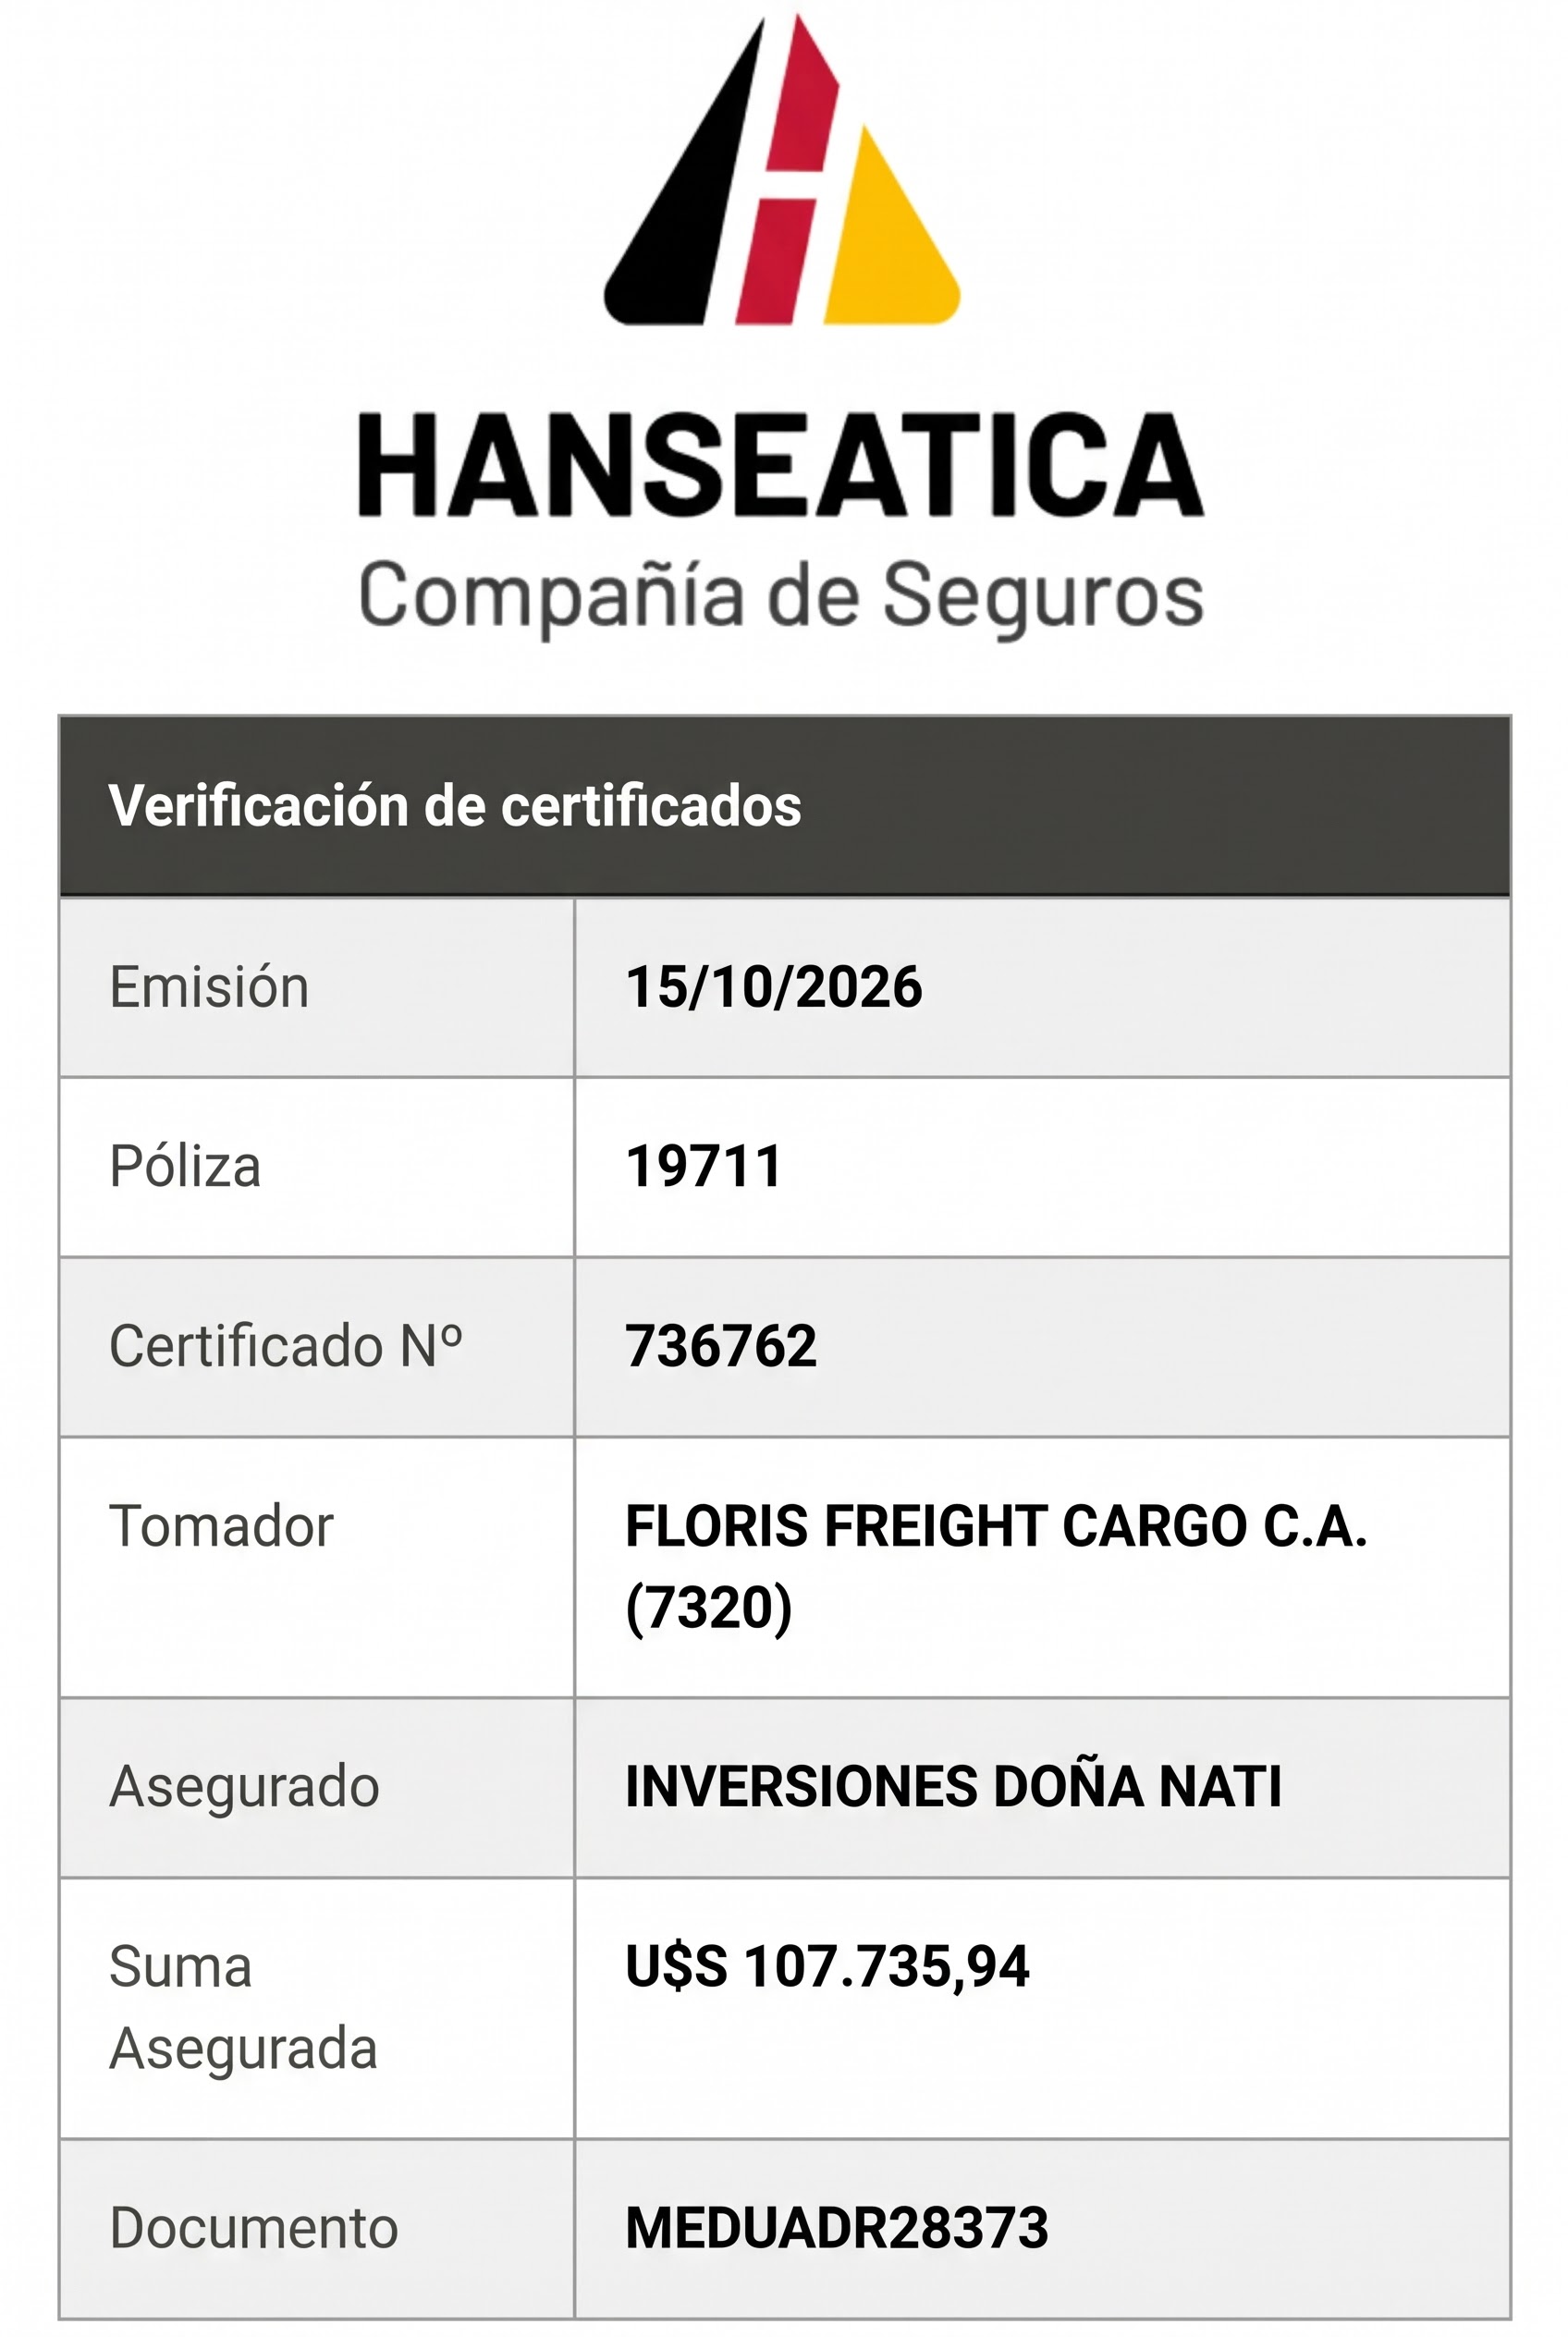 HANSEATICA
Compañía de Seguros
Verificación de certificados
Emisión 15/10/2026
Póliza 19711
Certificado Nº 736762
Tomador FLORIS FREIGHT CARGO C.A.
(7320)
Asegurado INVERSIONES DOÑA NATI
Suma U$S 107.735,94
Asegurada
Documento MEDUADR28373